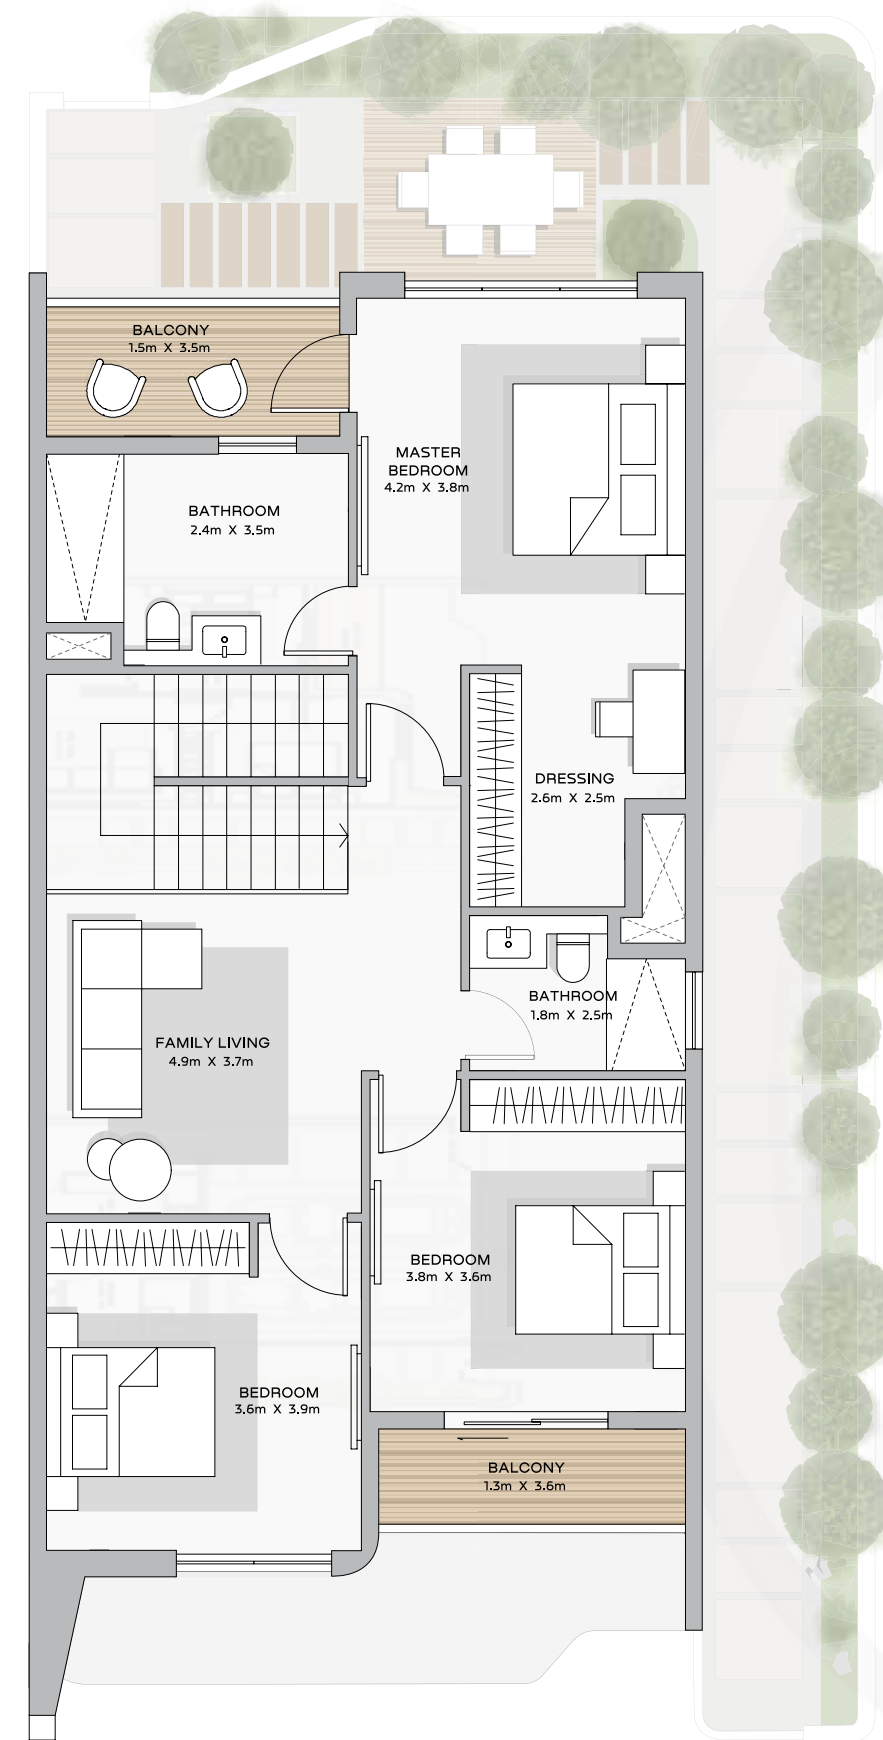 BALCONY
1.5m X 3.5m
MASTER
BEDROOM
4.2m X 3.8m
BATHROOM
2.4m X 3.5m
DRESSING
2.6m X 2.5m
BATHROOM
1.8m X 2.5m
FAMILY LIVING
4.9m X 3.7m
BEDROOM
3.8m X 3.6m
BEDROOM
3.6m X 3.9m
BALCONY
1.3m X 3.6m